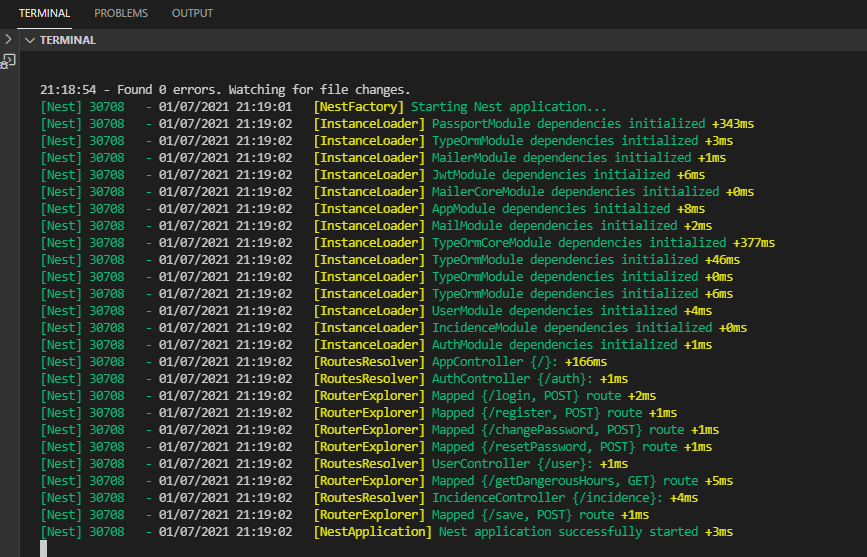 TERMINAL PROBLEMS OUTPUT
TERMINAL
21:18:54 - Found 0 errors. Watching for file changes.
[Nest] 30708   - 01/07/2021 21:19:01   [NestFactory] Starting Nest application...
[Nest] 30708   - 01/07/2021 21:19:02   [InstanceLoader] PassportModule dependencies initialized +343ms
[Nest] 30708   - 01/07/2021 21:19:02   [InstanceLoader] TypeOrmModule dependencies initialized +3ms
[Nest] 30708   - 01/07/2021 21:19:02   [InstanceLoader] MailerModule dependencies initialized +1ms
[Nest] 30708   - 01/07/2021 21:19:02   [InstanceLoader] JwtModule dependencies initialized +6ms
[Nest] 30708   - 01/07/2021 21:19:02   [InstanceLoader] MailerCoreModule dependencies initialized +0ms
[Nest] 30708   - 01/07/2021 21:19:02   [InstanceLoader] AppModule dependencies initialized +8ms
[Nest] 30708   - 01/07/2021 21:19:02   [InstanceLoader] MailModule dependencies initialized +2ms
[Nest] 30708   - 01/07/2021 21:19:02   [InstanceLoader] TypeOrmCoreModule dependencies initialized +377ms
[Nest] 30708   - 01/07/2021 21:19:02   [InstanceLoader] TypeOrmModule dependencies initialized +46ms
[Nest] 30708   - 01/07/2021 21:19:02   [InstanceLoader] TypeOrmModule dependencies initialized +0ms
[Nest] 30708   - 01/07/2021 21:19:02   [InstanceLoader] TypeOrmModule dependencies initialized +6ms
[Nest] 30708   - 01/07/2021 21:19:02   [InstanceLoader] UserModule dependencies initialized +4ms
[Nest] 30708   - 01/07/2021 21:19:02   [InstanceLoader] IncidenceModule dependencies initialized +0ms
[Nest] 30708   - 01/07/2021 21:19:02   [InstanceLoader] AuthModule dependencies initialized +1ms
[Nest] 30708   - 01/07/2021 21:19:02   [RoutesResolver] AppController {/}: +166ms
[Nest] 30708   - 01/07/2021 21:19:02   [RoutesResolver] AuthController {/auth}: +1ms
[Nest] 30708   - 01/07/2021 21:19:02   [RouterExplorer] Mapped {/login, POST} route +2ms
[Nest] 30708   - 01/07/2021 21:19:02   [RouterExplorer] Mapped {/register, POST} route +1ms
[Nest] 30708   - 01/07/2021 21:19:02   [RouterExplorer] Mapped {/changePassword, POST} route +1ms
[Nest] 30708   - 01/07/2021 21:19:02   [RouterExplorer] Mapped {/resetPassword, POST} route +1ms
[Nest] 30708   - 01/07/2021 21:19:02   [RoutesResolver] UserController {/user}: +1ms
[Nest] 30708   - 01/07/2021 21:19:02   [RouterExplorer] Mapped {/getDangerousHours, GET} route +5ms
[Nest] 30708   - 01/07/2021 21:19:02   [RoutesResolver] IncidenceController {/incidence}: +4ms
[Nest] 30708   - 01/07/2021 21:19:02   [RouterExplorer] Mapped {/save, POST} route +1ms
[Nest] 30708   - 01/07/2021 21:19:02   [NestApplication] Nest application successfully started +3ms